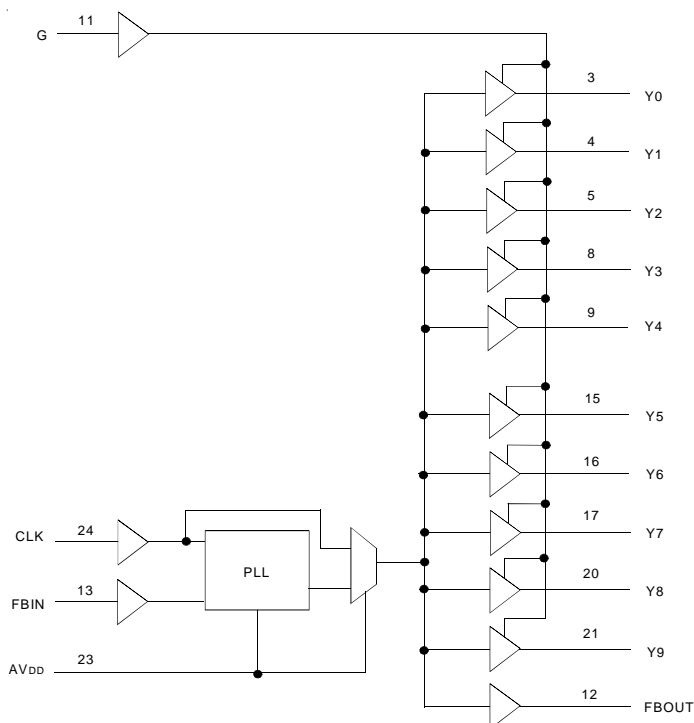 G 11
3 Y0
4 Y1
5 Y2
8 Y3
9 Y4
15 Y5
16 Y6
17 Y7
20 Y8
21 Y9
12 FBOUT
CLK 24
PLL
FBIN 13
AVDD 23